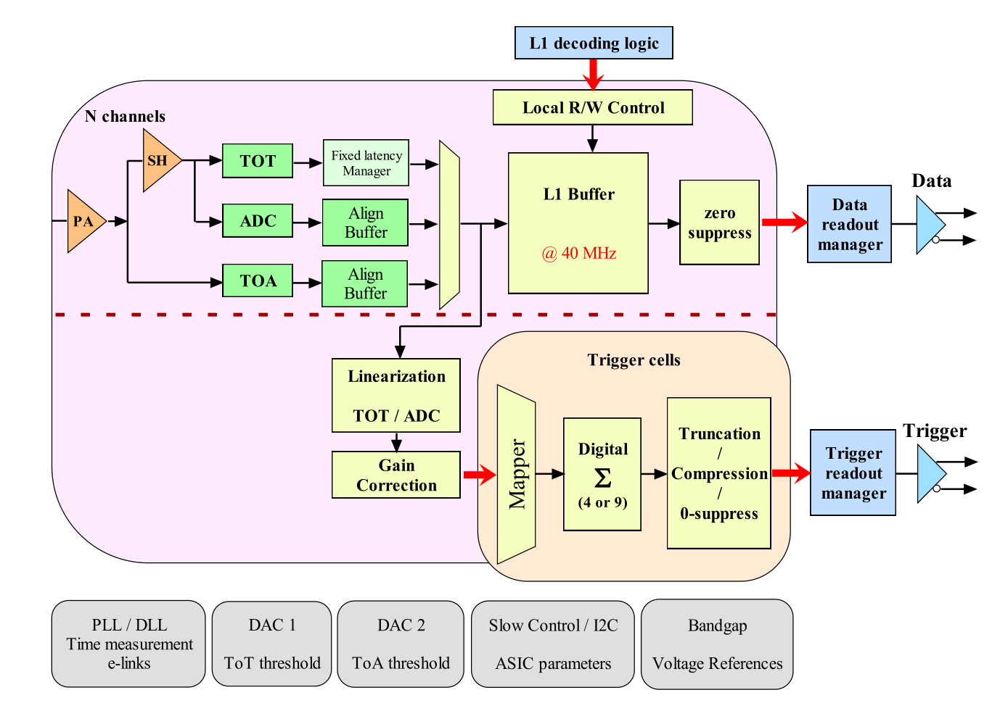 L1 decoding logic
Local R/W Control
N channels
SH
PA
TOT
Fixed latency
Manager
ADC
Align
Buffer
TOA
Align
Buffer
L1 Buffer
@ 40 MHz
zero
suppress
Data
readout
manager
Data
Linearization
TOT / ADC
Gain
Correction
Trigger cells
Mapper
Digital
Σ
(4 or 9)
Truncation
/
Compression
/
0-suppress
Trigger
readout
manager
Trigger
PLL / DLL
Time measurement
e-links
DAC 1
ToT threshold
DAC 2
ToA threshold
Slow Control / I2C
ASIC parameters
Bandgap
Voltage References